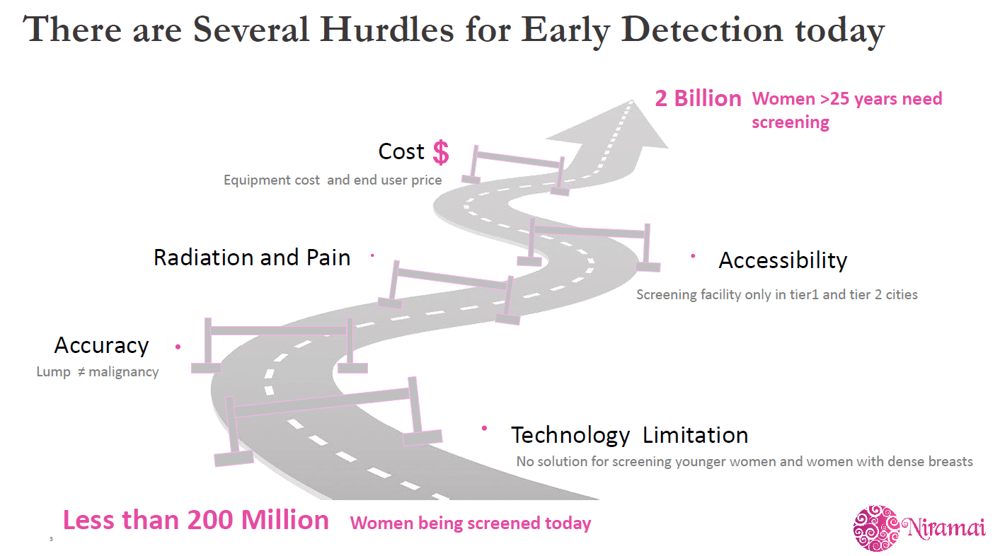 There are Several Hurdles for Early Detection today
2 Billion Women >25 years need
screening
Cost $
Equipment cost and end user price
Radiation and Pain
Accessibility
Screening facility only in tier1 and tier 2 cities
Accuracy
Lump ≠ malignancy
Technology Limitation
No solution for screening younger women and women with dense breasts
Less than 200 Million Women being screened today
3
Niramai